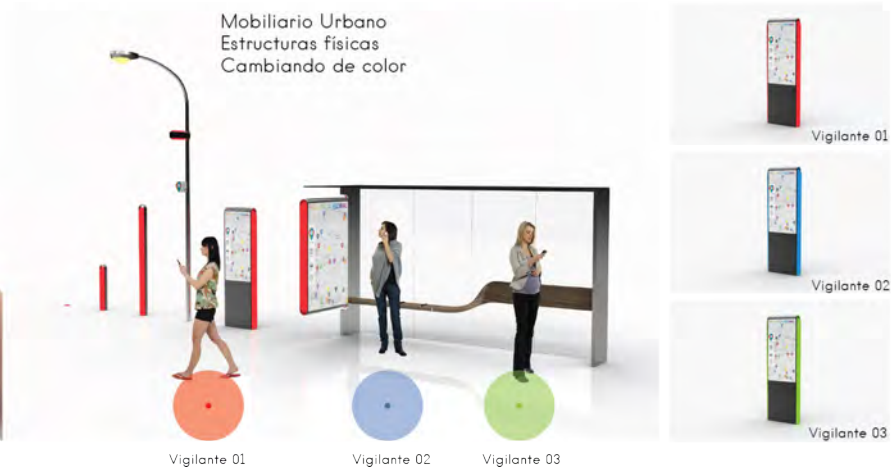 Mobiliario Urbano
Estructuras físicas
Cambiando de color
Vigilante 01
Vigilante 02
Vigilante 03
Vigilante 01
Vigilante 02
Vigilante 03